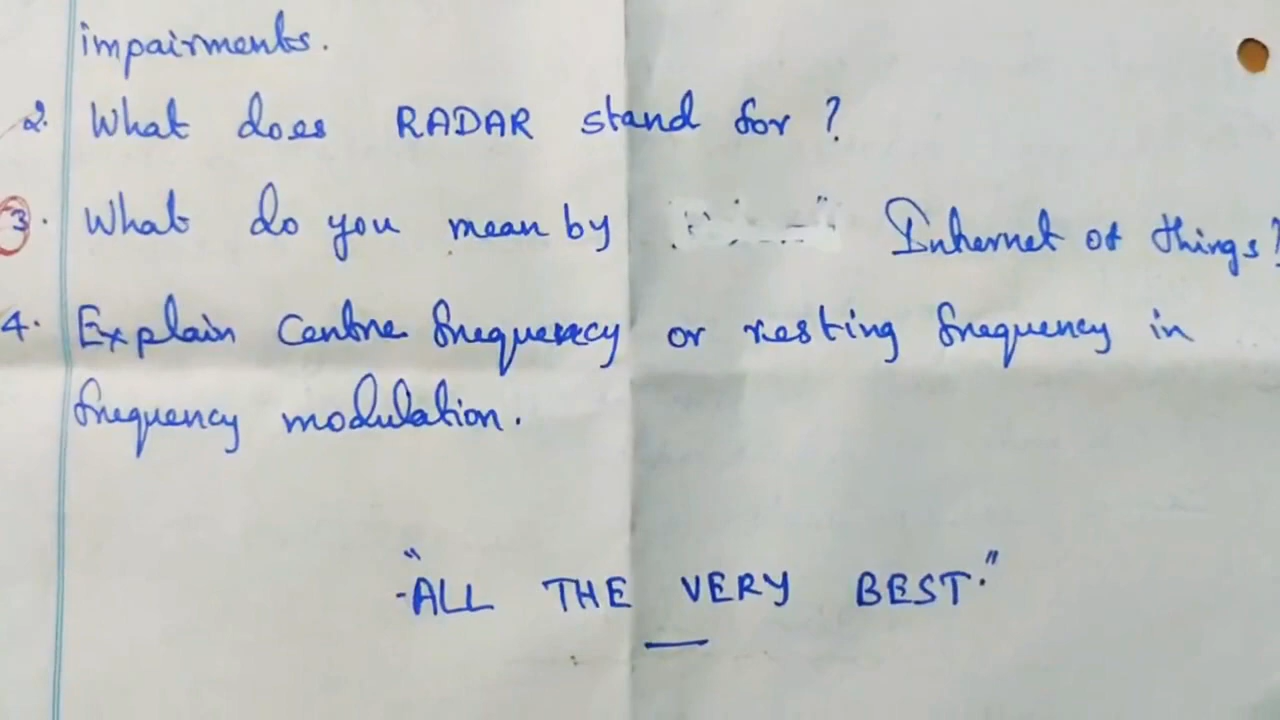 impairments.
2. What does RADAR stand for ?
3. What do you mean by Internet of things?
4. Explain Centre frequency or resting frequency in
frequency modulation.
"ALL THE VERY BEST."